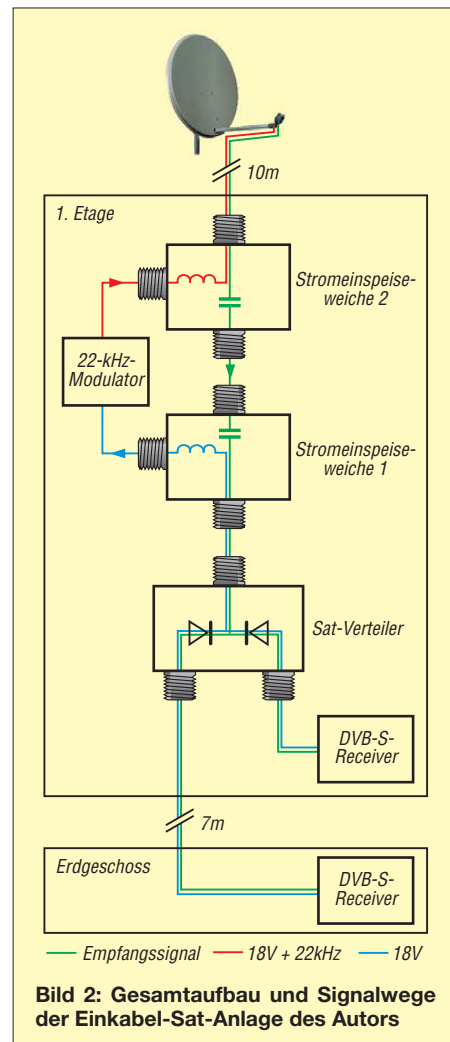 10m
1. Etage
Stromeinspeise-
weiche 2
22-kHz-
Modulator
Stromeinspeise-
weiche 1
Sat-Verteiler
DVB-S-
Receiver
7m
Erdgeschoss
DVB-S-
Receiver
Empfangssignal
18V + 22kHz
18V
Bild 2: Gesamtaufbau und Signalwege
der Einkabel-Sat-Anlage des Autors